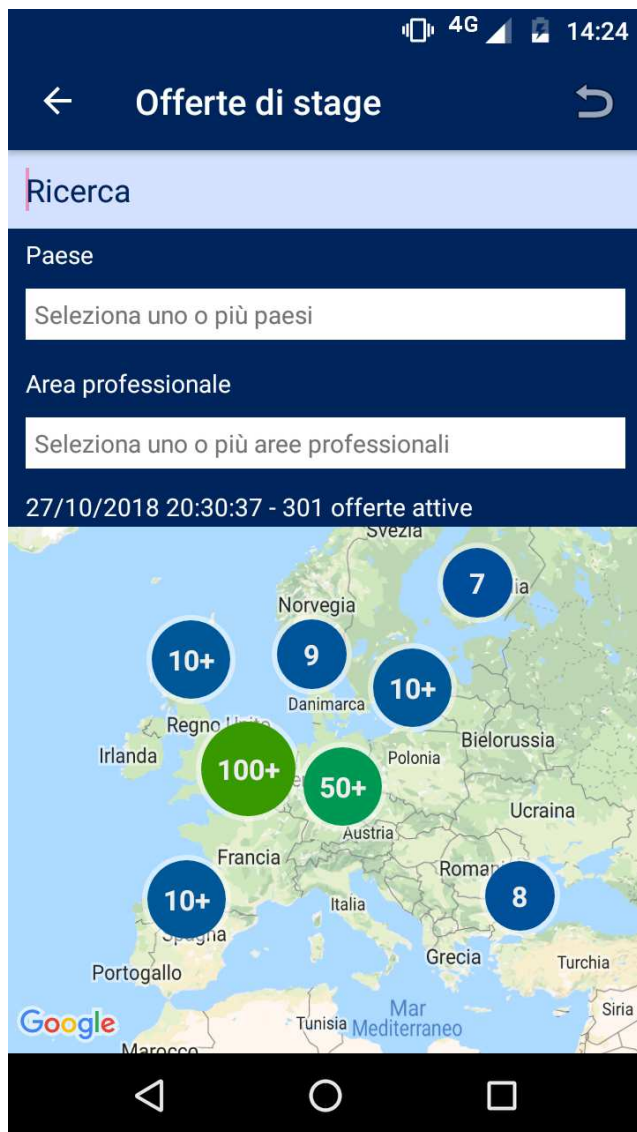 4G 14:24
Offerte di stage
Ricerca
Paese
Seleziona uno o più paesi
Area professionale
Seleziona uno o più aree professionali
27/10/2018 20:30:37 - 301 offerte attive
Svezia
7
Norvegia
10+
9
10+
Danimarca
Regno
Irlanda
Bielorussia
Polonia
100+
50+
Ucraina
Austria
Francia
10+
Italia
8
Grecia
Turchia
Portogallo
Siria
Google
Tunisia
Mar
Mediterraneo
Marocco